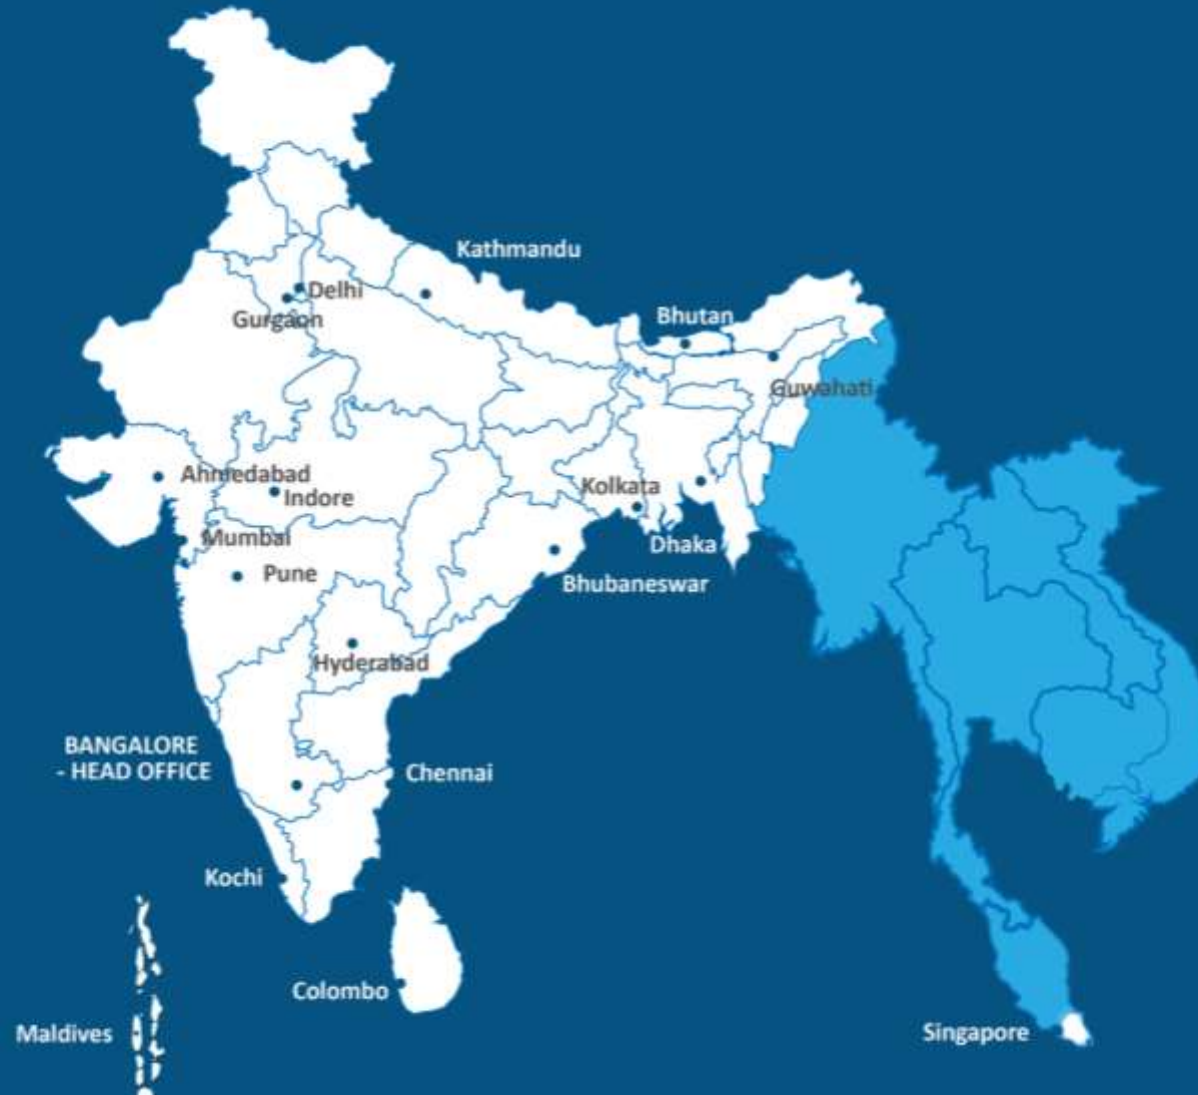 Kathmandu
Delhi
Gurgaon
Bhutan
Guwahati
Ahmedabad
Indore
Kolkata
Mumbai
Dhaka
Pune
Bhubaneswar
Hyderabad
BANGALORE
- HEAD OFFICE
Chennai
Kochi
Colombo
Maldives
Singapore